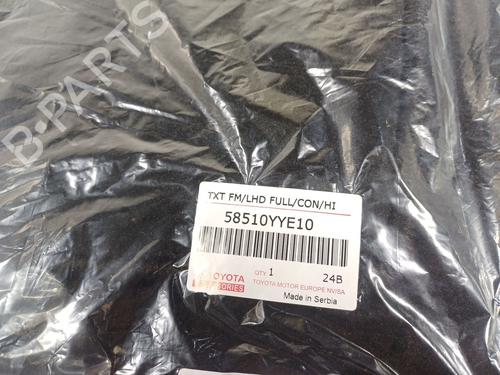 B-PARTS
TXT FM/LHD FULL/CON/HI
58510YYE10
TOYOTA
QTY 1
24B
TOYOTA MOTOR EUROPE NV/SA
Made in Serbia